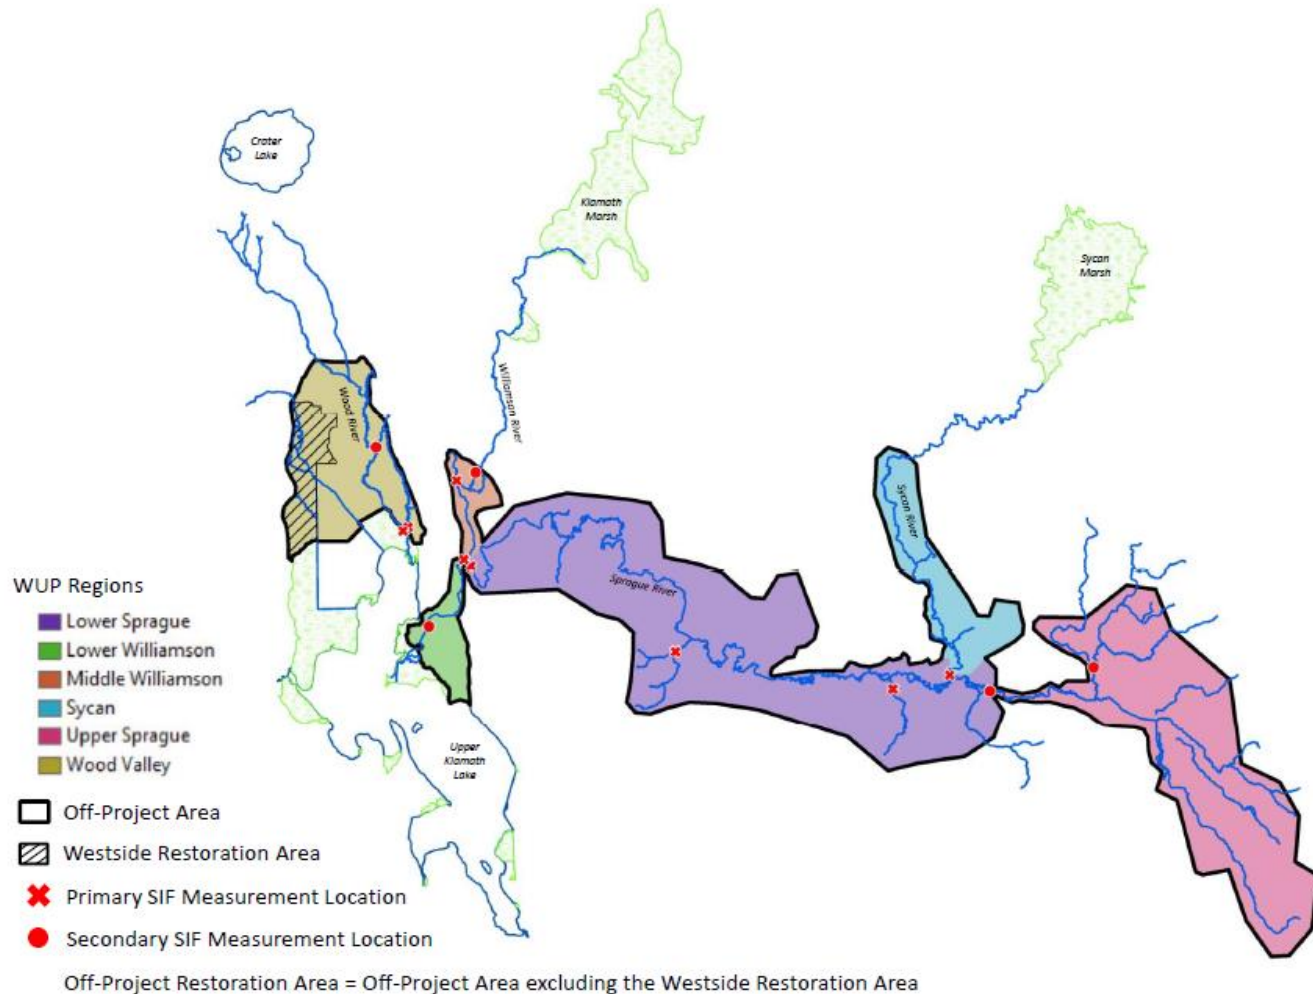 Crater
Lake
Klamath
Marsh
Sycan
Marsh
Williamson River
Wood River
Sycan River
Sprague River
Upper
Klamath
Lake
WUP Regions
Lower Sprague
Lower Williamson
Middle Williamson
Sycan
Upper Sprague
Wood Valley
Off-Project Area
Westside Restoration Area
Primary SIF Measurement Location
Secondary SIF Measurement Location
Off-Project Restoration Area = Off-Project Area excluding the Westside Restoration Area